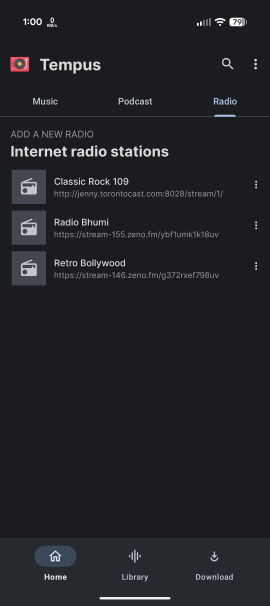 1:00 0 KB/s 79
Tempus
Music Podcast Radio
ADD A NEW RADIO
Internet radio stations
Classic Rock 109
http://jenny.torontocast.com:8028/stream/1/
Radio Bhumi
https://stream-155.zeno.fm/ybf1umk1k18uv
Retro Bollywood
https://stream-146.zeno.fm/g372rxef798uv
Home Library Download